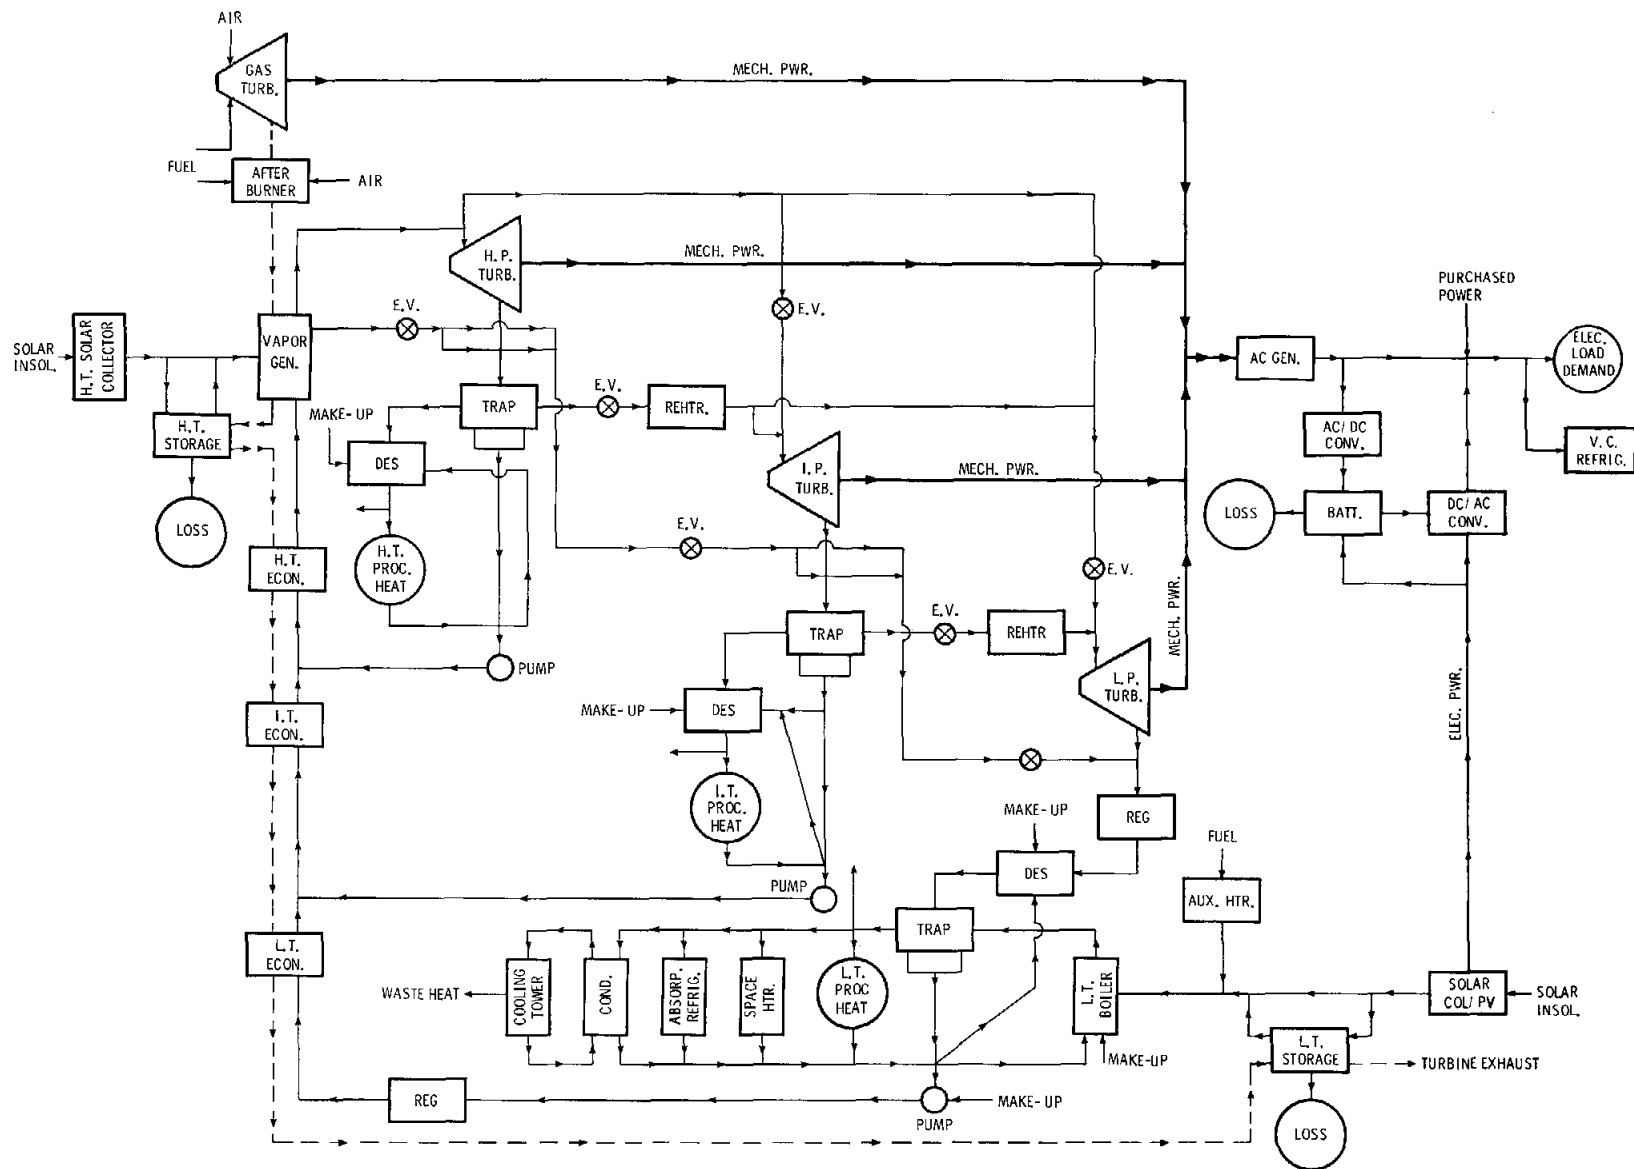 AIR
GAS
TURB.
MECH. PWR.
FUEL
AFTER
BURNER
AIR
H. P.
TURB.
MECH. PWR.
E.V.
E.V.
PURCHASED
POWER
SOLAR
INSOL.
H.T. SOLAR
COLLECTOR
VAPOR
GEN.
AC GEN.
ELEC.
LOAD
DEMAND
E.V.
MAKE-UP
TRAP
REHTR.
H.T.
STORAGE
AC/DC
CONV.
V. C.
REFRIG.
DES
I. P.
TURB.
MECH. PWR.
LOSS
LOSS
BATT.
DC/AC
CONV.
E.V.
H.T.
ECON.
H.T.
PROC.
HEAT
E.V.
E.V.
TRAP
REHTR
MECH. PWR.
PUMP
L. P.
TURB.
ELEC. PWR.
I.T.
ECON.
MAKE-UP
DES
I.T.
PROC.
HEAT
REG
MAKE-UP
FUEL
DES
PUMP
AUX. HTR.
TRAP
L.T.
ECON.
WASTE HEAT
COOLING
TOWER
COND.
ABSORP.
REFRIG.
SPACE
HTR.
L.T.
PROC
HEAT
L.T.
BOILER
SOLAR
COL/ PV
SOLAR
INSOL.
MAKE-UP
L.T.
STORAGE
TURBINE EXHAUST
REG
MAKE-UP
PUMP
LOSS